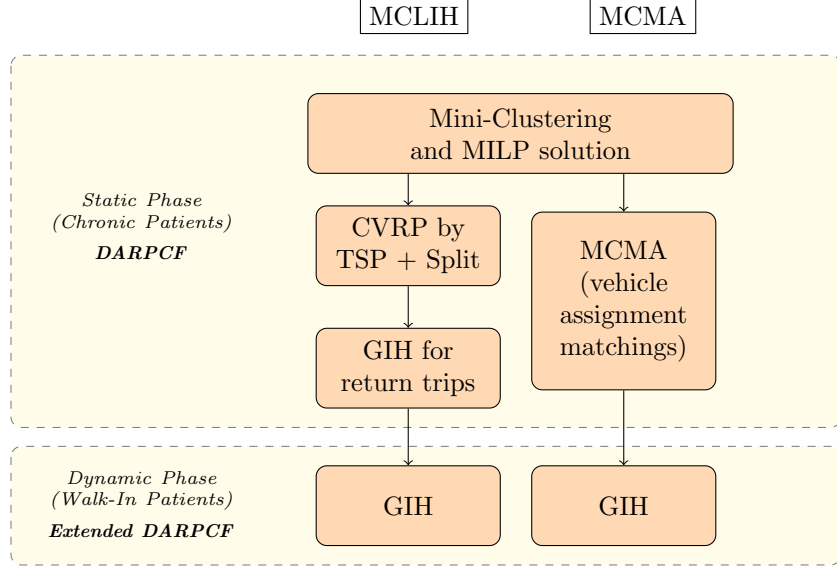 MCLIH
MCMA
Mini-Clustering
and MILP solution
Static Phase
(Chronic Patients)
DARPCF
CVRP by
TSP + Split
MCMA
(vehicle
assignment
matchings)
GIH for
return trips
Dynamic Phase
(Walk-In Patients)
Extended DARPCF
GIH
GIH